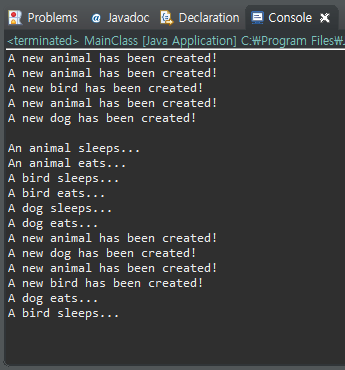 Problems Javadoc Declaration Console
<terminated> MainClass [Java Application] C:₩Program Files₩
A new animal has been created!
A new animal has been created!
A new bird has been created!
A new animal has been created!
A new dog has been created!
An animal sleeps...
An animal eats...
A bird sleeps...
A bird eats...
A dog sleeps...
A dog eats...
A new animal has been created!
A new dog has been created!
A new animal has been created!
A new bird has been created!
A dog eats...
A bird sleeps...